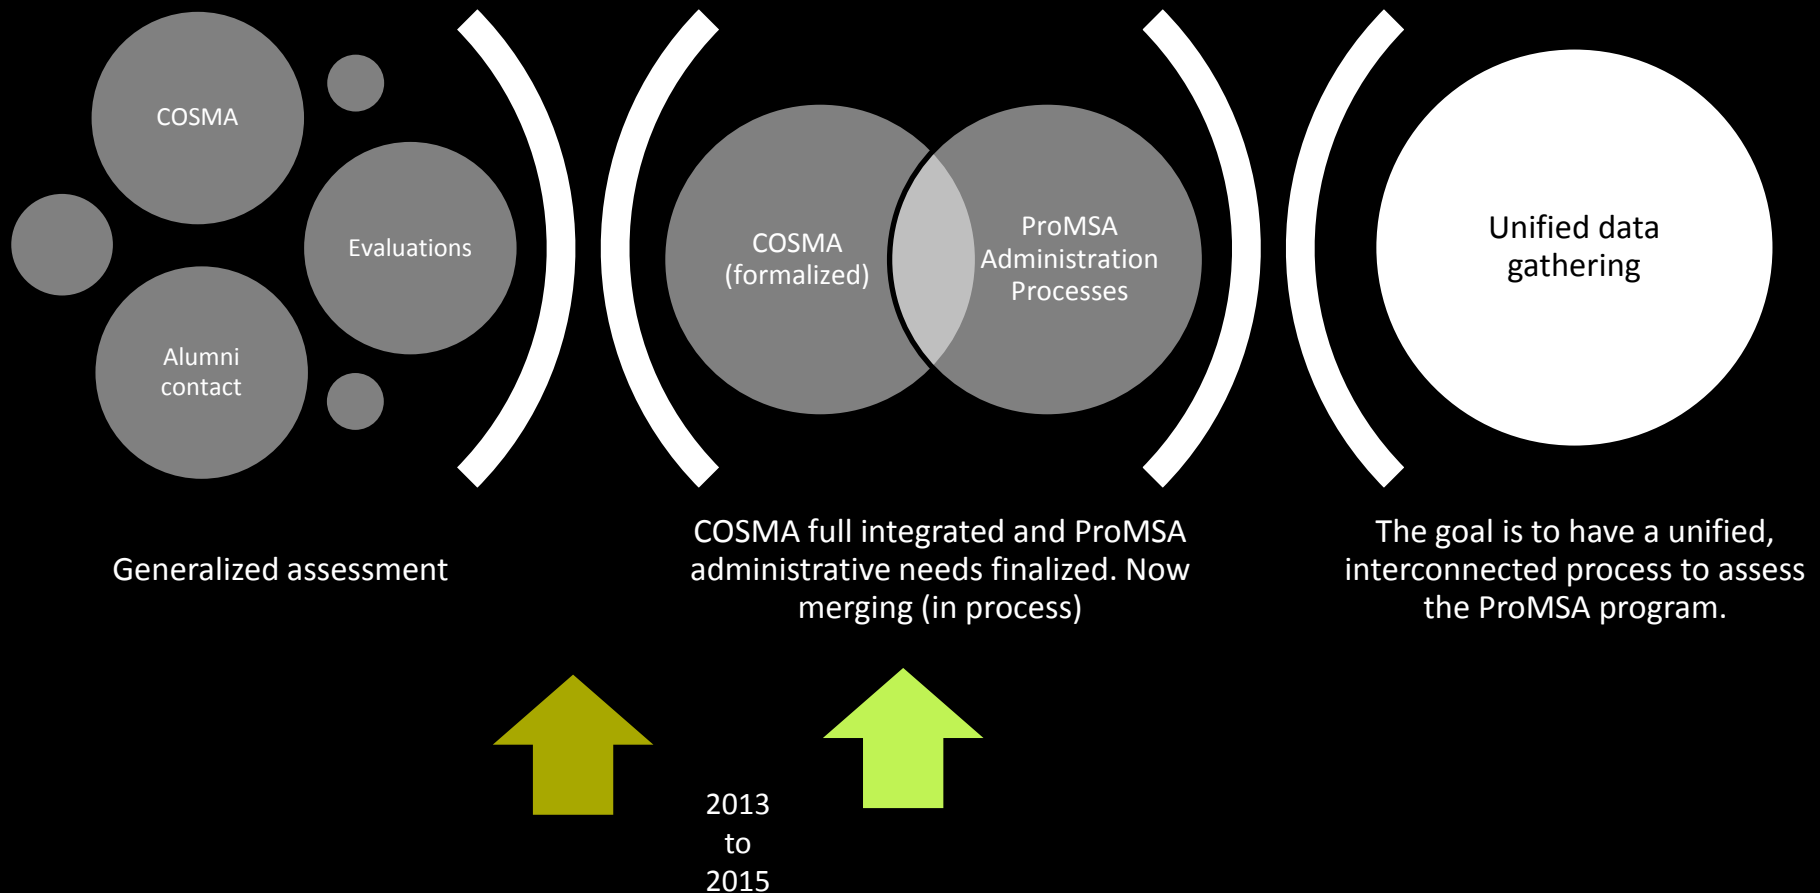 COSMA
Evaluations
Alumni
contact
COSMA
(formalized)
ProMSA
Administration
Processes
Unified data
gathering
Generalized assessment
COSMA full integrated and ProMSA
administrative needs finalized. Now
merging (in process)
The goal is to have a unified,
interconnected process to assess
the ProMSA program.
2013
to
2015